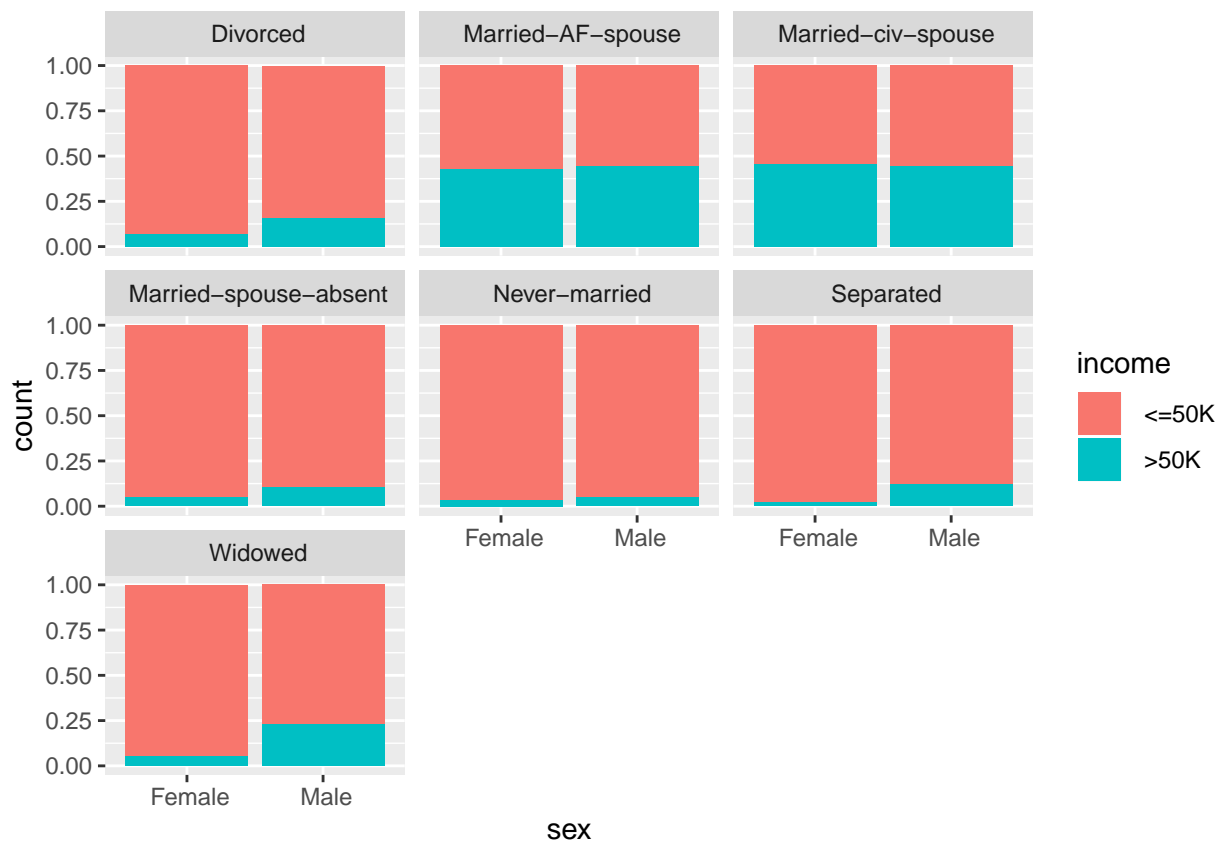 Divorced Married−AF−spouse Married−civ−spouse
1.00
0.75
0.50
0.25
0.00
Married−spouse−absent Never−married Separated
1.00
0.75
0.50
0.25
0.00
Female Male Female Male
Widowed
1.00
0.75
0.50
0.25
0.00
Female Male
sex
count
income
<=50K
>50K